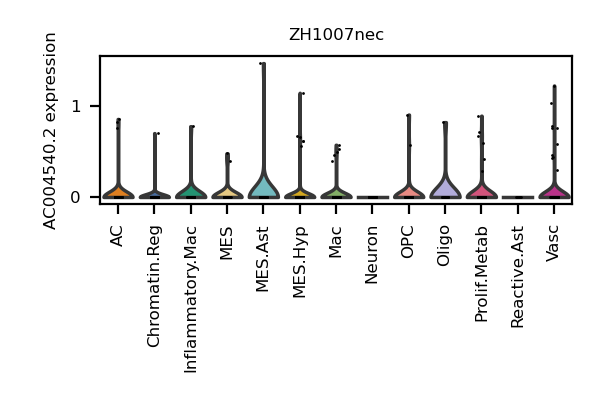 ZH1007nec
AC004540.2 expression
1
0
AC
Chromatin.Reg
Inflammatory.Mac
MES
MES.Ast
MES.Hyp
Mac
Neuron
OPC
Oligo
Prolif.Metab
Reactive.Ast
Vasc